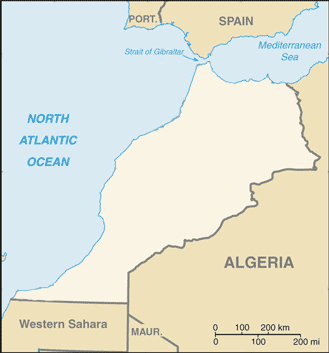 PORT.
SPAIN
Strait of Gibraltar
Mediterranean
Sea
NORTH
ATLANTIC
OCEAN
ALGERIA
Western Sahara
MAUR.
0 100 200 km
0 100 200 mi